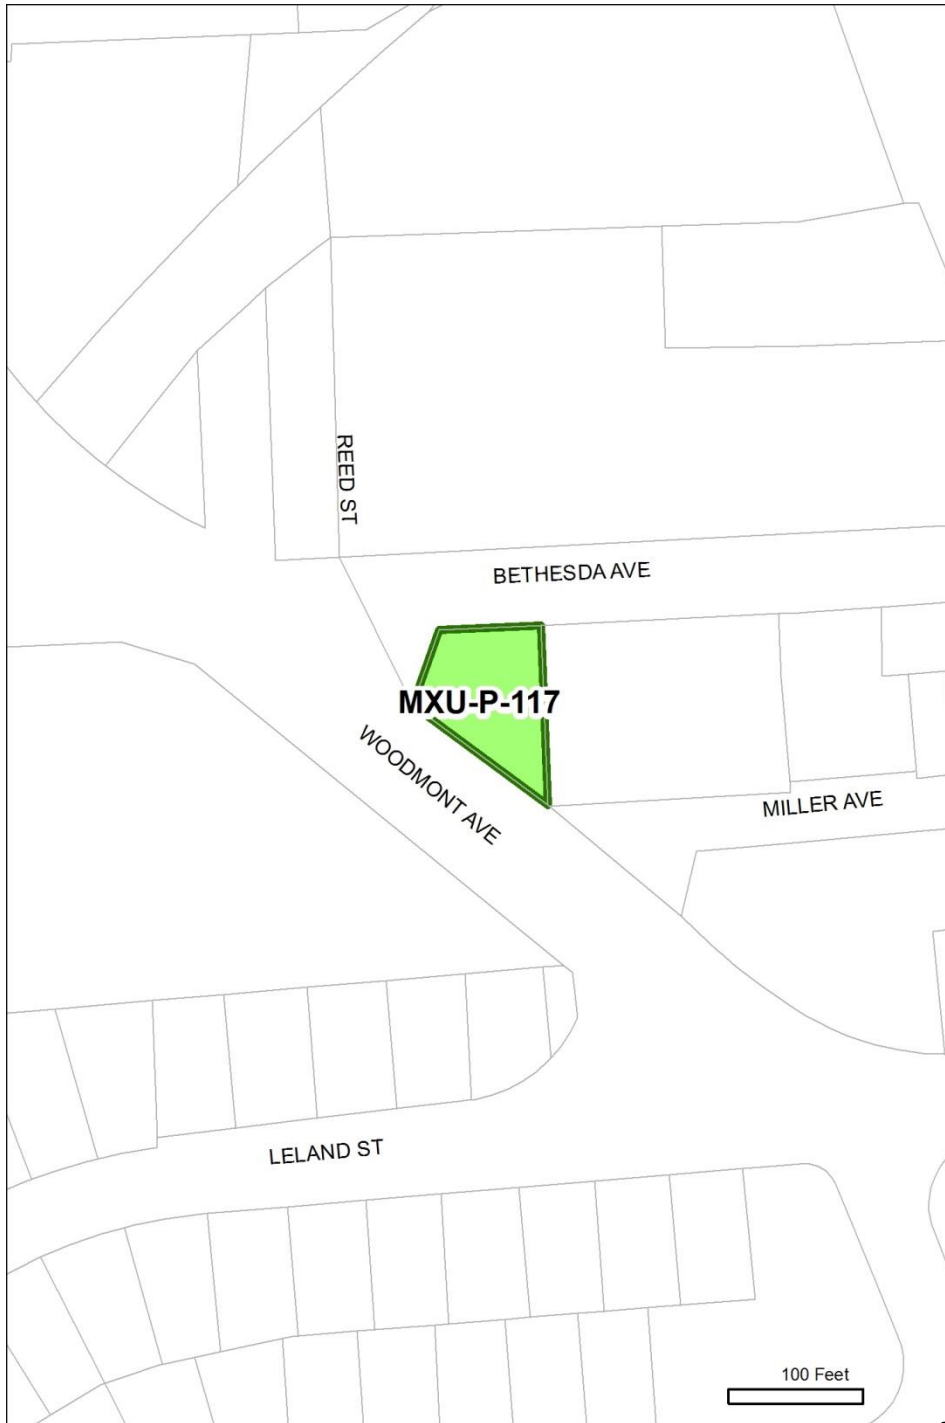 REED ST
BETHESDA AVE
MXU-P-117
WOODMONT AVE
MILLER AVE
LELAND ST
100 Feet